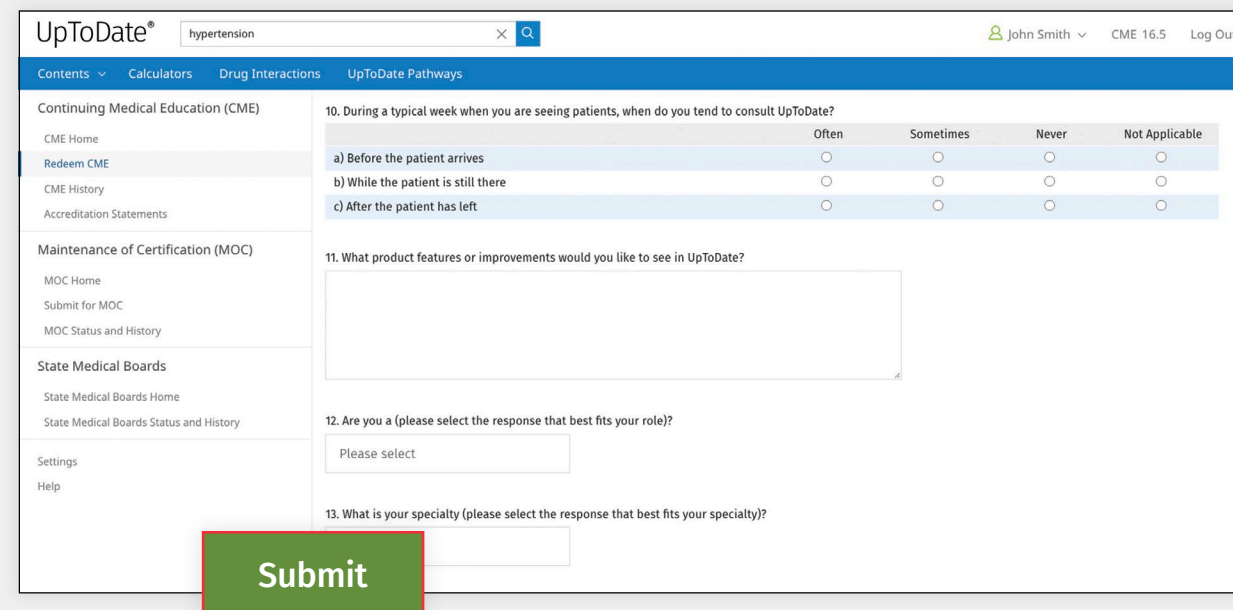 UpToDate®
hypertension
John Smith
CME 16.5
Log Out
Contents
Calculators
Drug Interactions
UpToDate Pathways
Continuing Medical Education (CME)
CME Home
Redeem CME
CME History
Accreditation Statements
Maintenance of Certification (MOC)
MOC Home
Submit for MOC
MOC Status and History
State Medical Boards
State Medical Boards Home
State Medical Boards Status and History
Settings
Help
10. During a typical week when you are seeing patients, when do you tend to consult UpToDate?
Often Sometimes Never Not Applicable
a) Before the patient arrives
b) While the patient is still there
c) After the patient has left
11. What product features or improvements would you like to see in UpToDate?
12. Are you a (please select the response that best fits your role)?
Please select
13. What is your specialty (please select the response that best fits your specialty)?
Submit